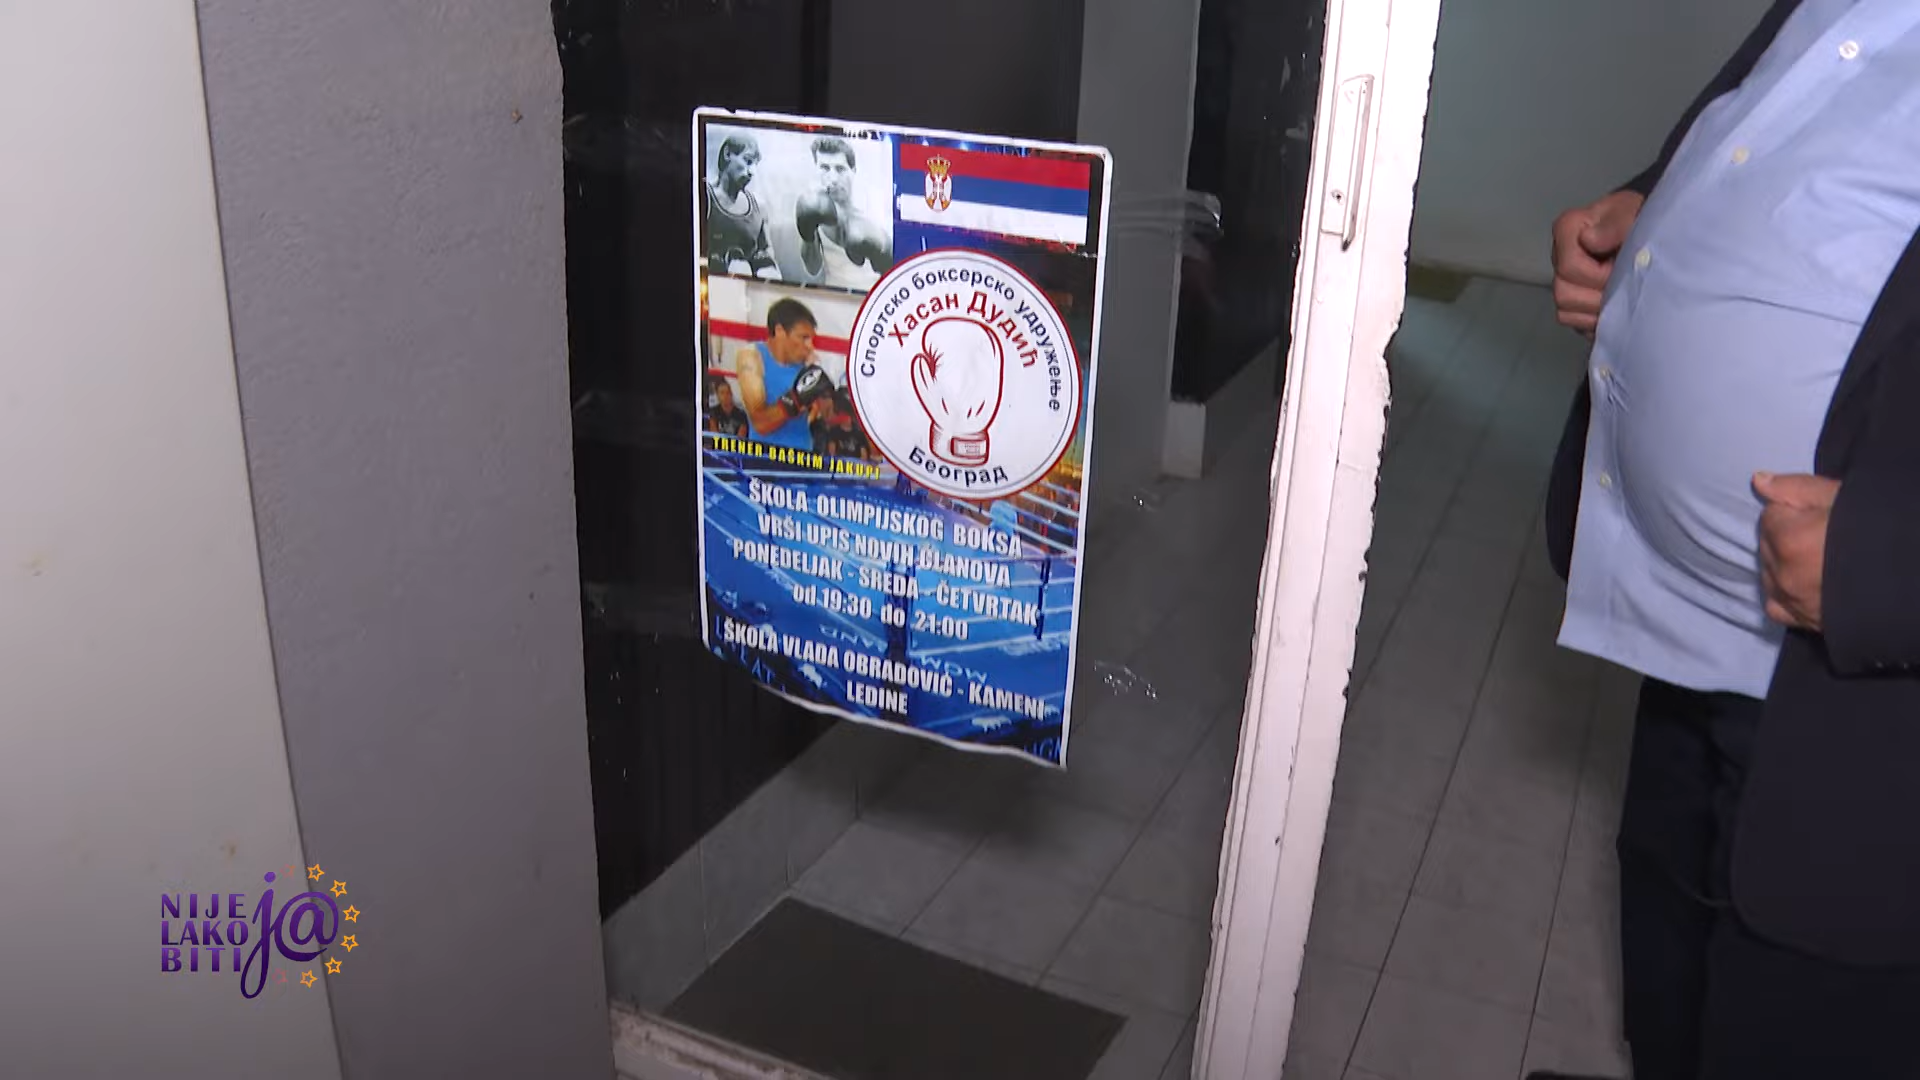 Спортско боксерско удружење
Хасан Дудић
Београд
TRENER BAŠKIM JAKUPI
ŠKOLA OLIMPIJSKOG BOKSA
VRŠI UPIS NOVIH ČLANOVA
PONEDELJAK - SREDA - ČETVRTAK
od 19:30 do 21:00
ŠKOLA VLADA OBRADOVIĆ - KAMENI
LEDINE
NIJE
LAKO
BITI
j@